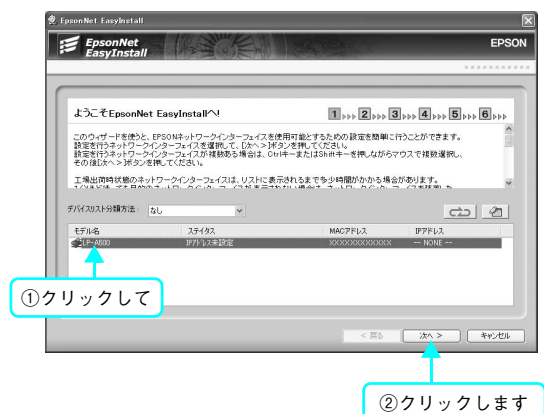 EpsonNet EasyInstall
EpsonNet
EasyInstall
EPSON
ようこそEpsonNet EasyInstallへ!
1 2 3 4 5 6
このウィザードを使うと、EPSONネットワークインターフェイスを使用可能とするための設定を簡単に行うことができます。
設定を行うネットワークインターフェイスを選択して、[次へ>]ボタンを押してください。
設定を行うネットワークインターフェイスが複数ある場合は、CtrlキーまたはShiftキーを押しながらマウスで複数選択し、
その後[次へ>]ボタンを押してください。
工場出荷時状態のネットワークインターフェイスは、リストに表示されるまで多少時間がかかる場合があります。
デバイスリスト分類方法: なし
モデル名 ステイタス MACアドレス IPアドレス
LP-A500 IPアドレス未設定 XXXXXXXXXXXX -- NONE --
①クリックして
< 戻る 次へ > キャンセル
②クリックします